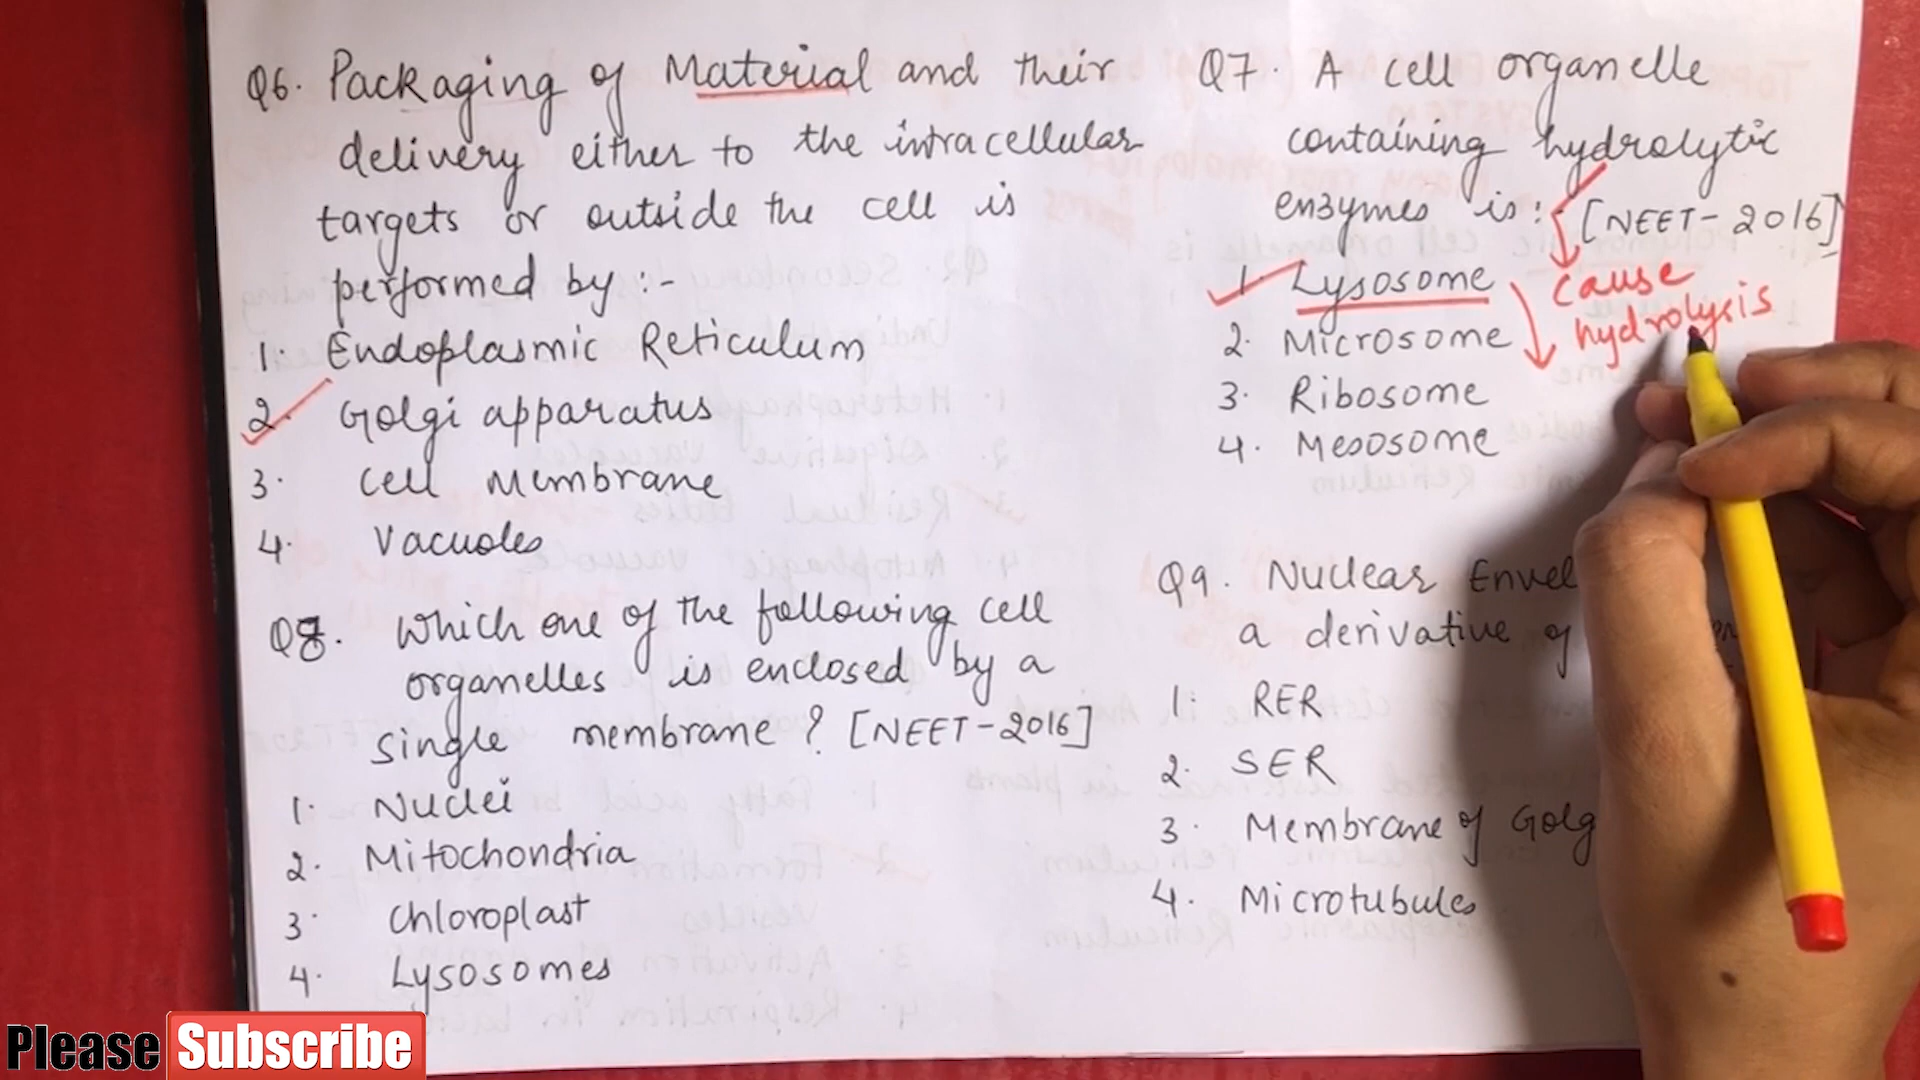 Q6. Packaging of Material and their
delivery either to the intracellular
targets or outside the cell is
performed by :-
1. Endoplasmic Reticulum
2. Golgi apparatus
3. Cell Membrane
4. Vacuoles
Q8. Which one of the following cell
organelles is enclosed by a
single membrane? [NEET-2016]
1. Nuclei
2. Mitochondria
3. Chloroplast
4. Lysosomes
Q7. A cell organelle
containing hydrolytic
enzymes is:- [NEET-2016]
1 Lysosome
cause
hydrolysis
2. Microsome
3. Ribosome
4. Mesosome
Q9. Nuclear Envel
a derivative of
1. RER
2. SER
3. Membrane of Golg
4. Microtubules
Please Subscribe